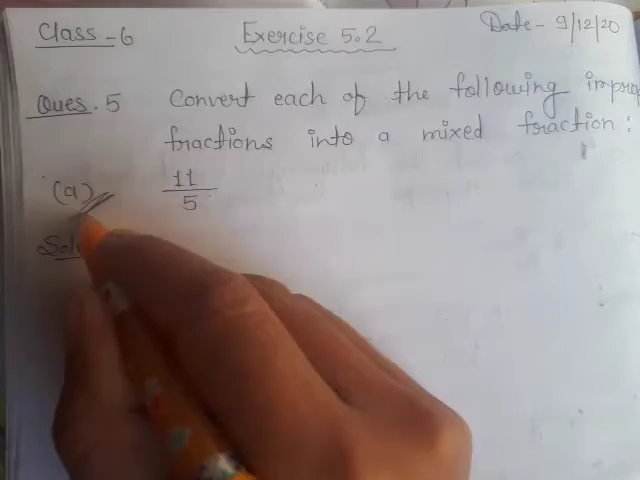 Class - 6
Exercise 5.2
Date - 9/12/20
Ques. 5 Convert each of the following
fractions into a mixed fraction :
(a) 11/5